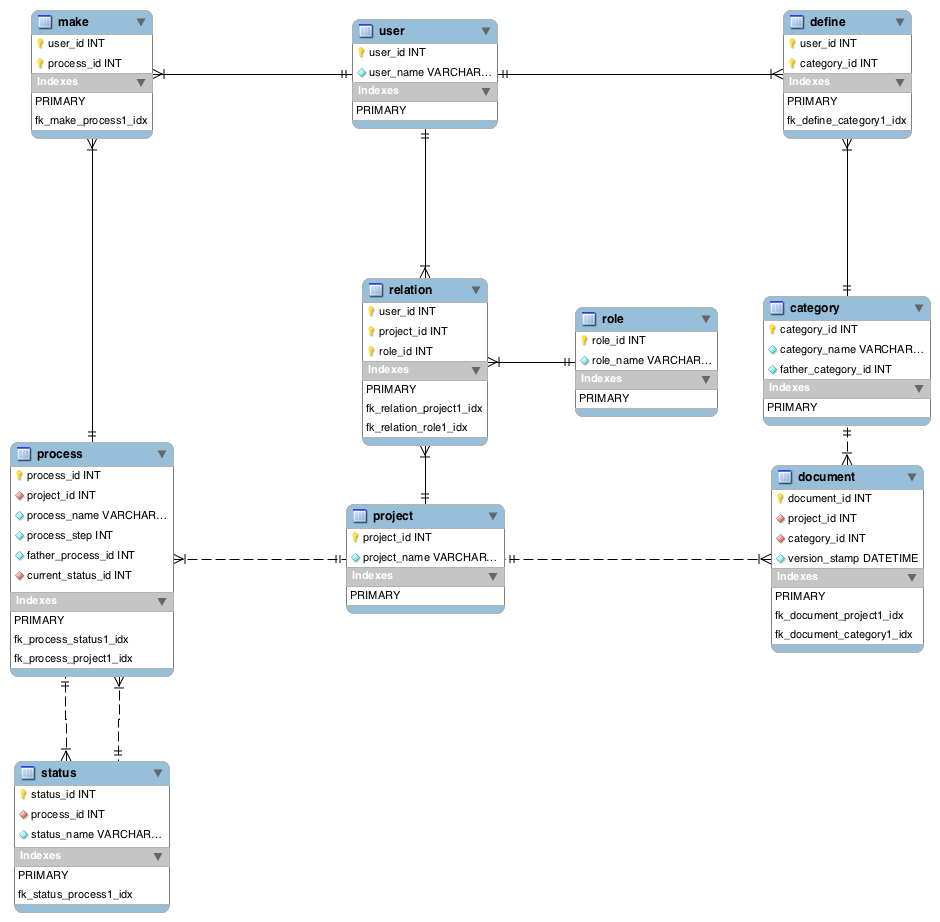 make
user_id INT
process_id INT
Indexes
PRIMARY
fk_make_process1_idx
user
user_id INT
user_name VARCHAR...
Indexes
PRIMARY
define
user_id INT
category_id INT
Indexes
PRIMARY
fk_define_category1_idx
relation
user_id INT
project_id INT
role_id INT
Indexes
PRIMARY
fk_relation_project1_idx
fk_relation_role1_idx
role
role_id INT
role_name VARCHAR...
Indexes
PRIMARY
category
category_id INT
category_name VARCHAR...
father_category_id INT
Indexes
PRIMARY
process
process_id INT
project_id INT
process_name VARCHAR...
process_step INT
father_process_id INT
current_status_id INT
Indexes
PRIMARY
fk_process_status1_idx
fk_process_project1_idx
project
project_id INT
project_name VARCHAR...
Indexes
PRIMARY
document
document_id INT
project_id INT
category_id INT
version_stamp DATETIME
Indexes
PRIMARY
fk_document_project1_idx
fk_document_category1_idx
status
status_id INT
process_id INT
status_name VARCHAR...
Indexes
PRIMARY
fk_status_process1_idx